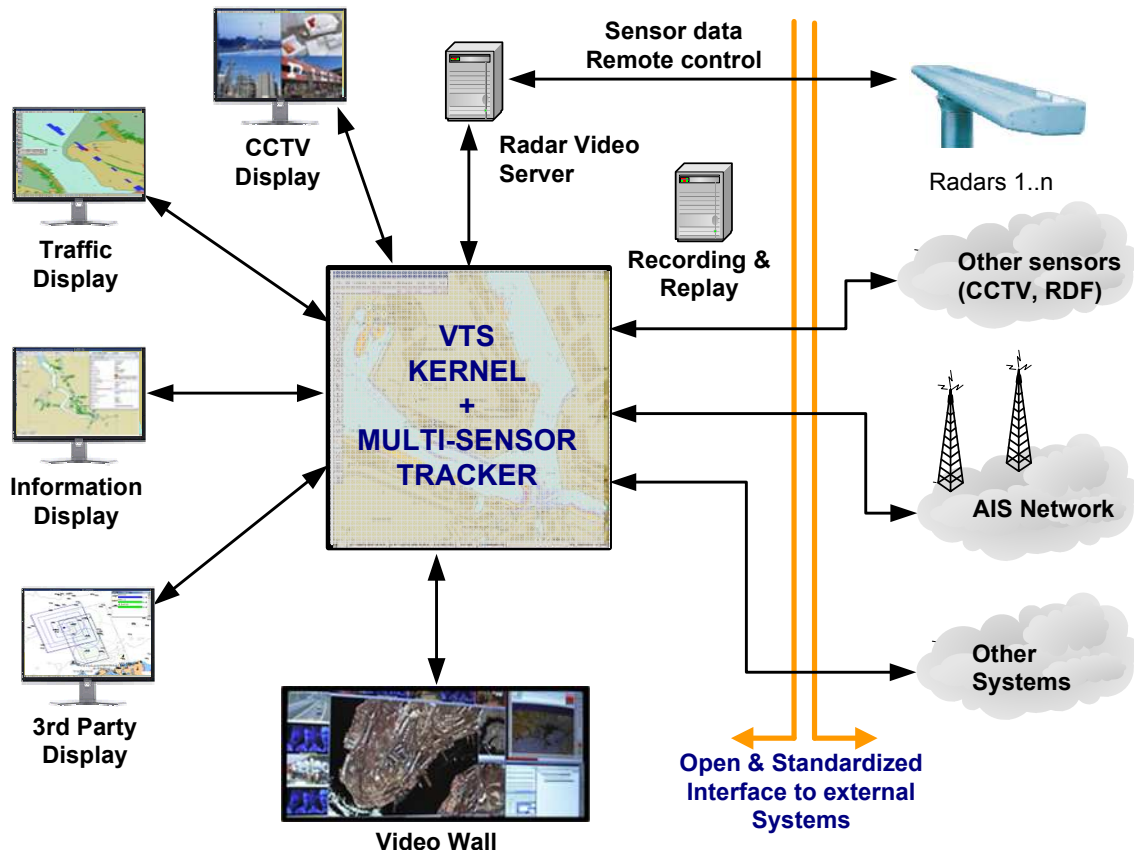 Sensor data
Remote control
CCTV
Display
Radar Video
Server
Radars 1..n
Traffic
Display
Recording &
Replay
Other sensors
(CCTV, RDF)
VTS
KERNEL
+
MULTI-SENSOR
TRACKER
Information
Display
AIS Network
Other
Systems
3rd Party
Display
Open & Standardized
Interface to external
Systems
Video Wall